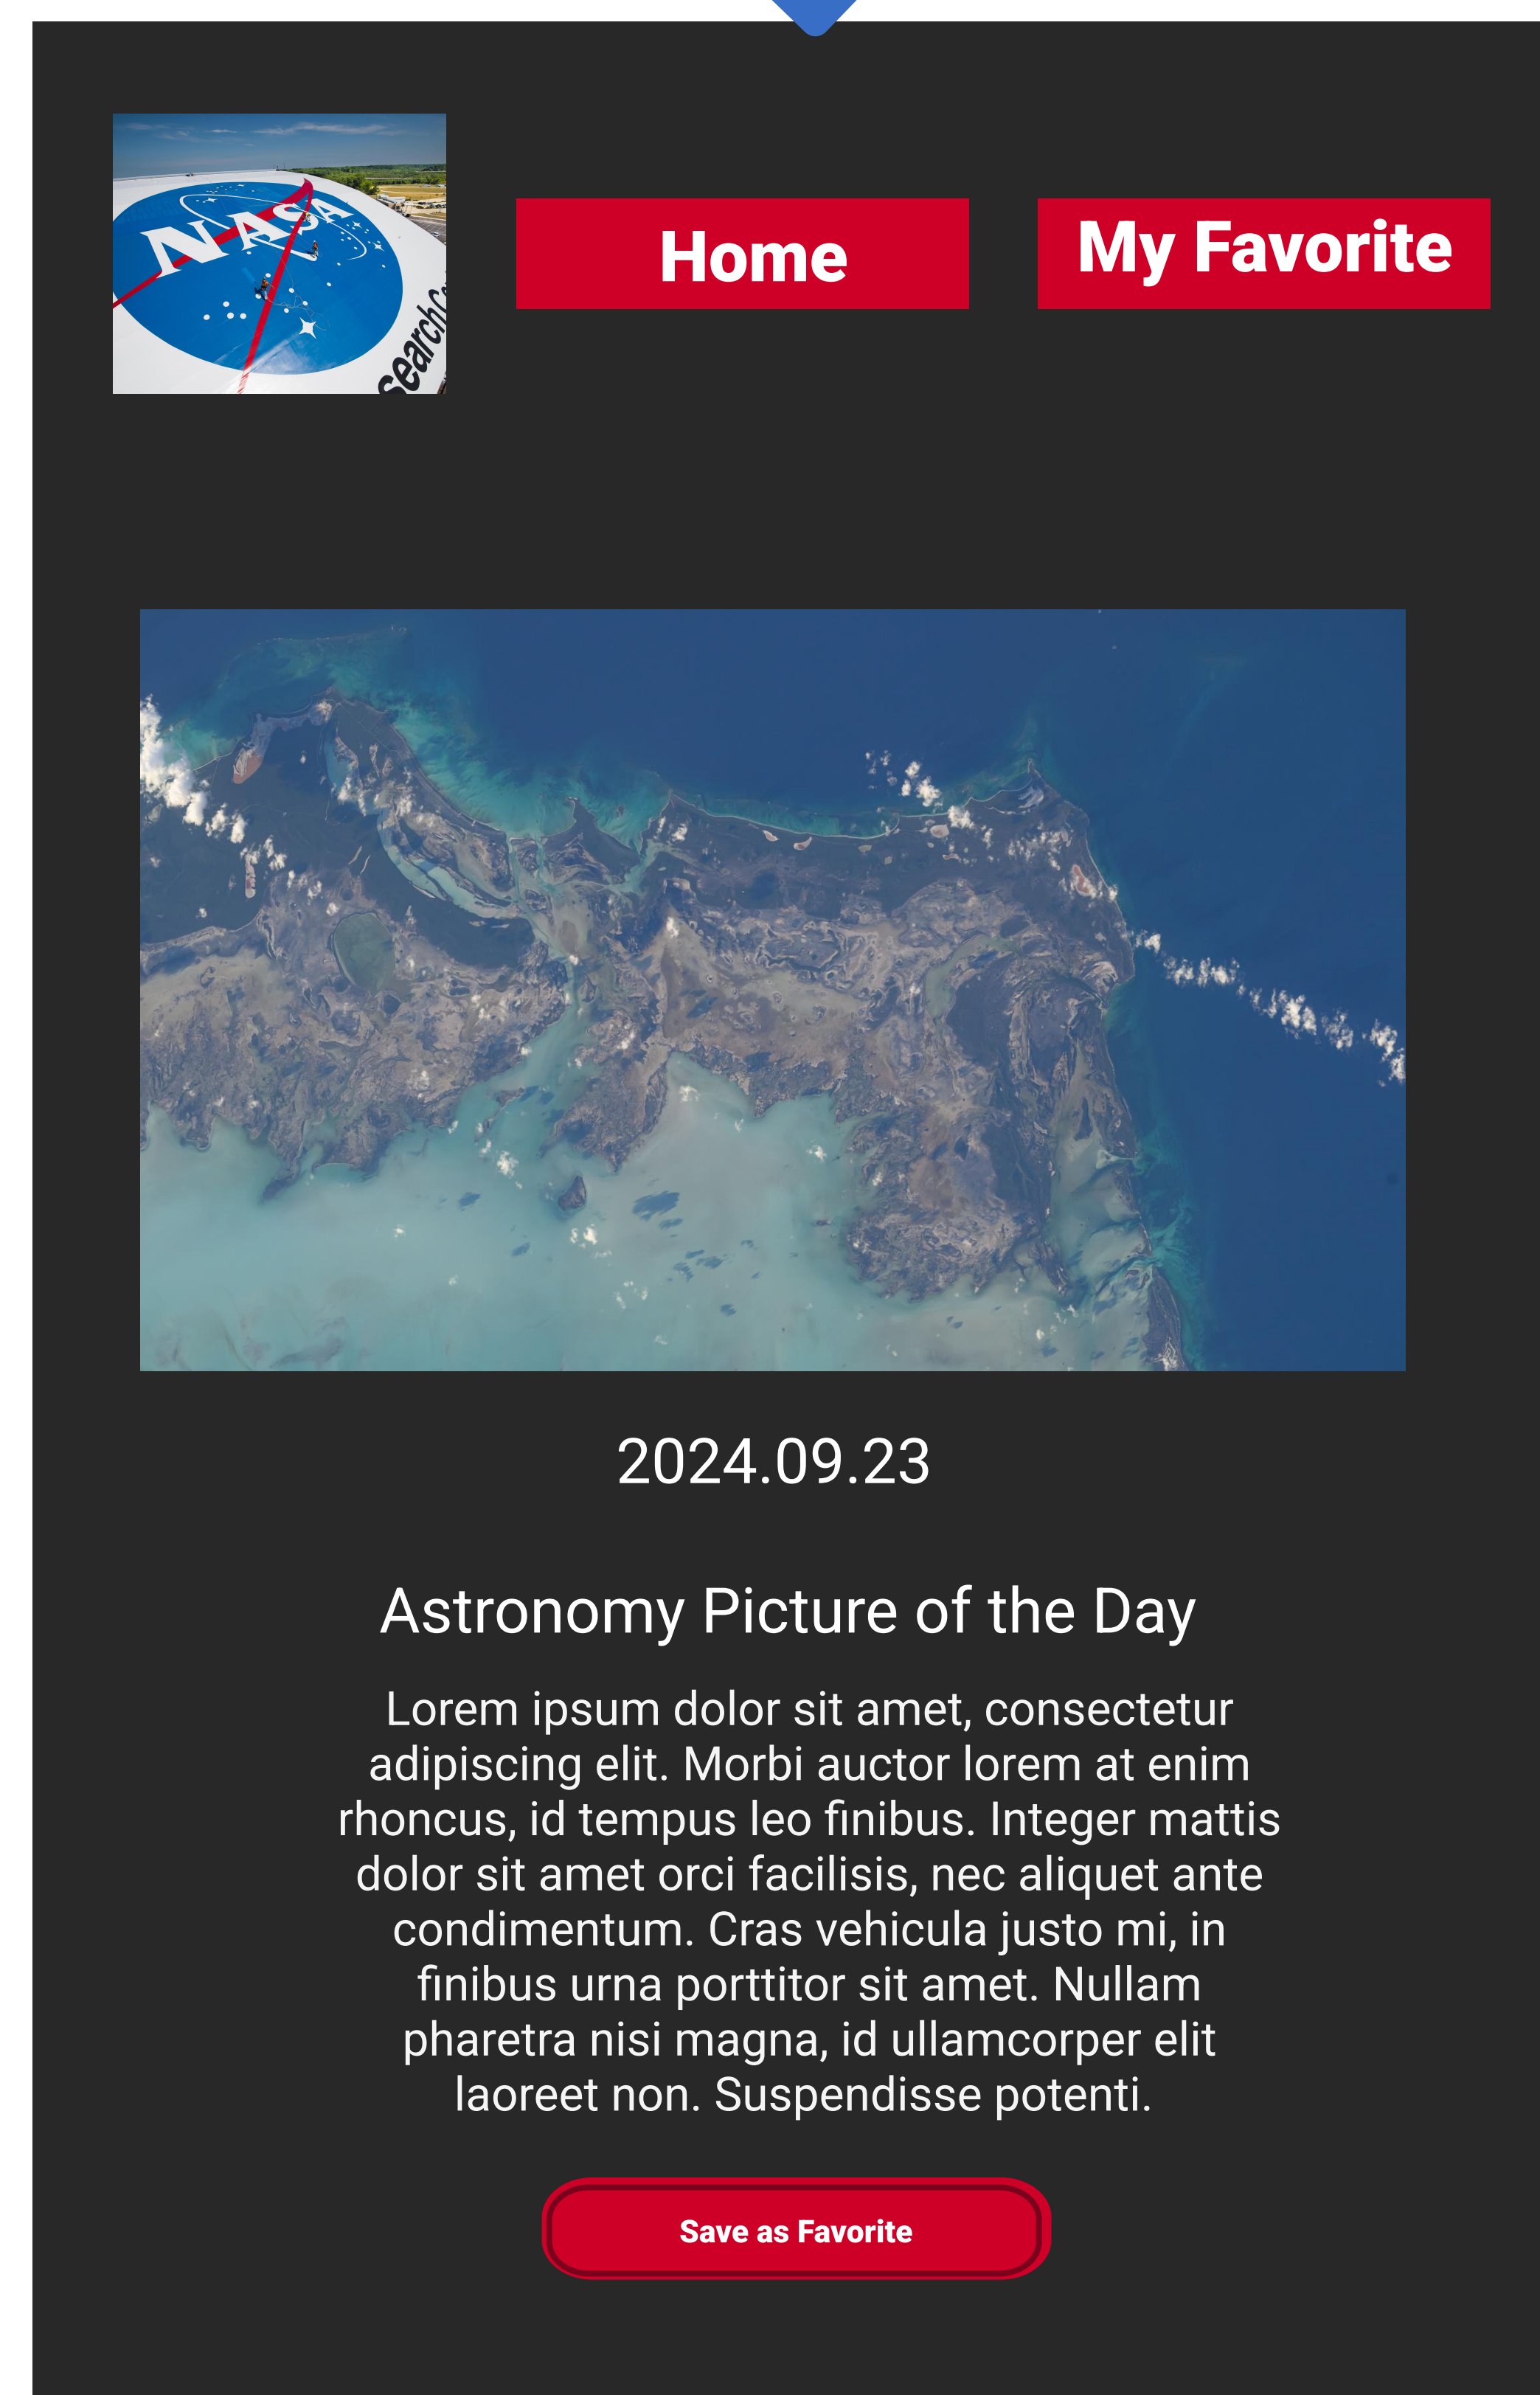 NASA
Home
My Favorite
2024.09.23
Astronomy Picture of the Day
Lorem ipsum dolor sit amet, consectetur
adipiscing elit. Morbi auctor lorem at enim
rhoncus, id tempus leo finibus. Integer mattis
dolor sit amet orci facilisis, nec aliquet ante
condimentum. Cras vehicula justo mi, in
finibus urna porttitor sit amet. Nullam
pharetra nisi magna, id ullamcorper elit
laoreet non. Suspendisse potenti.
Save as Favorite